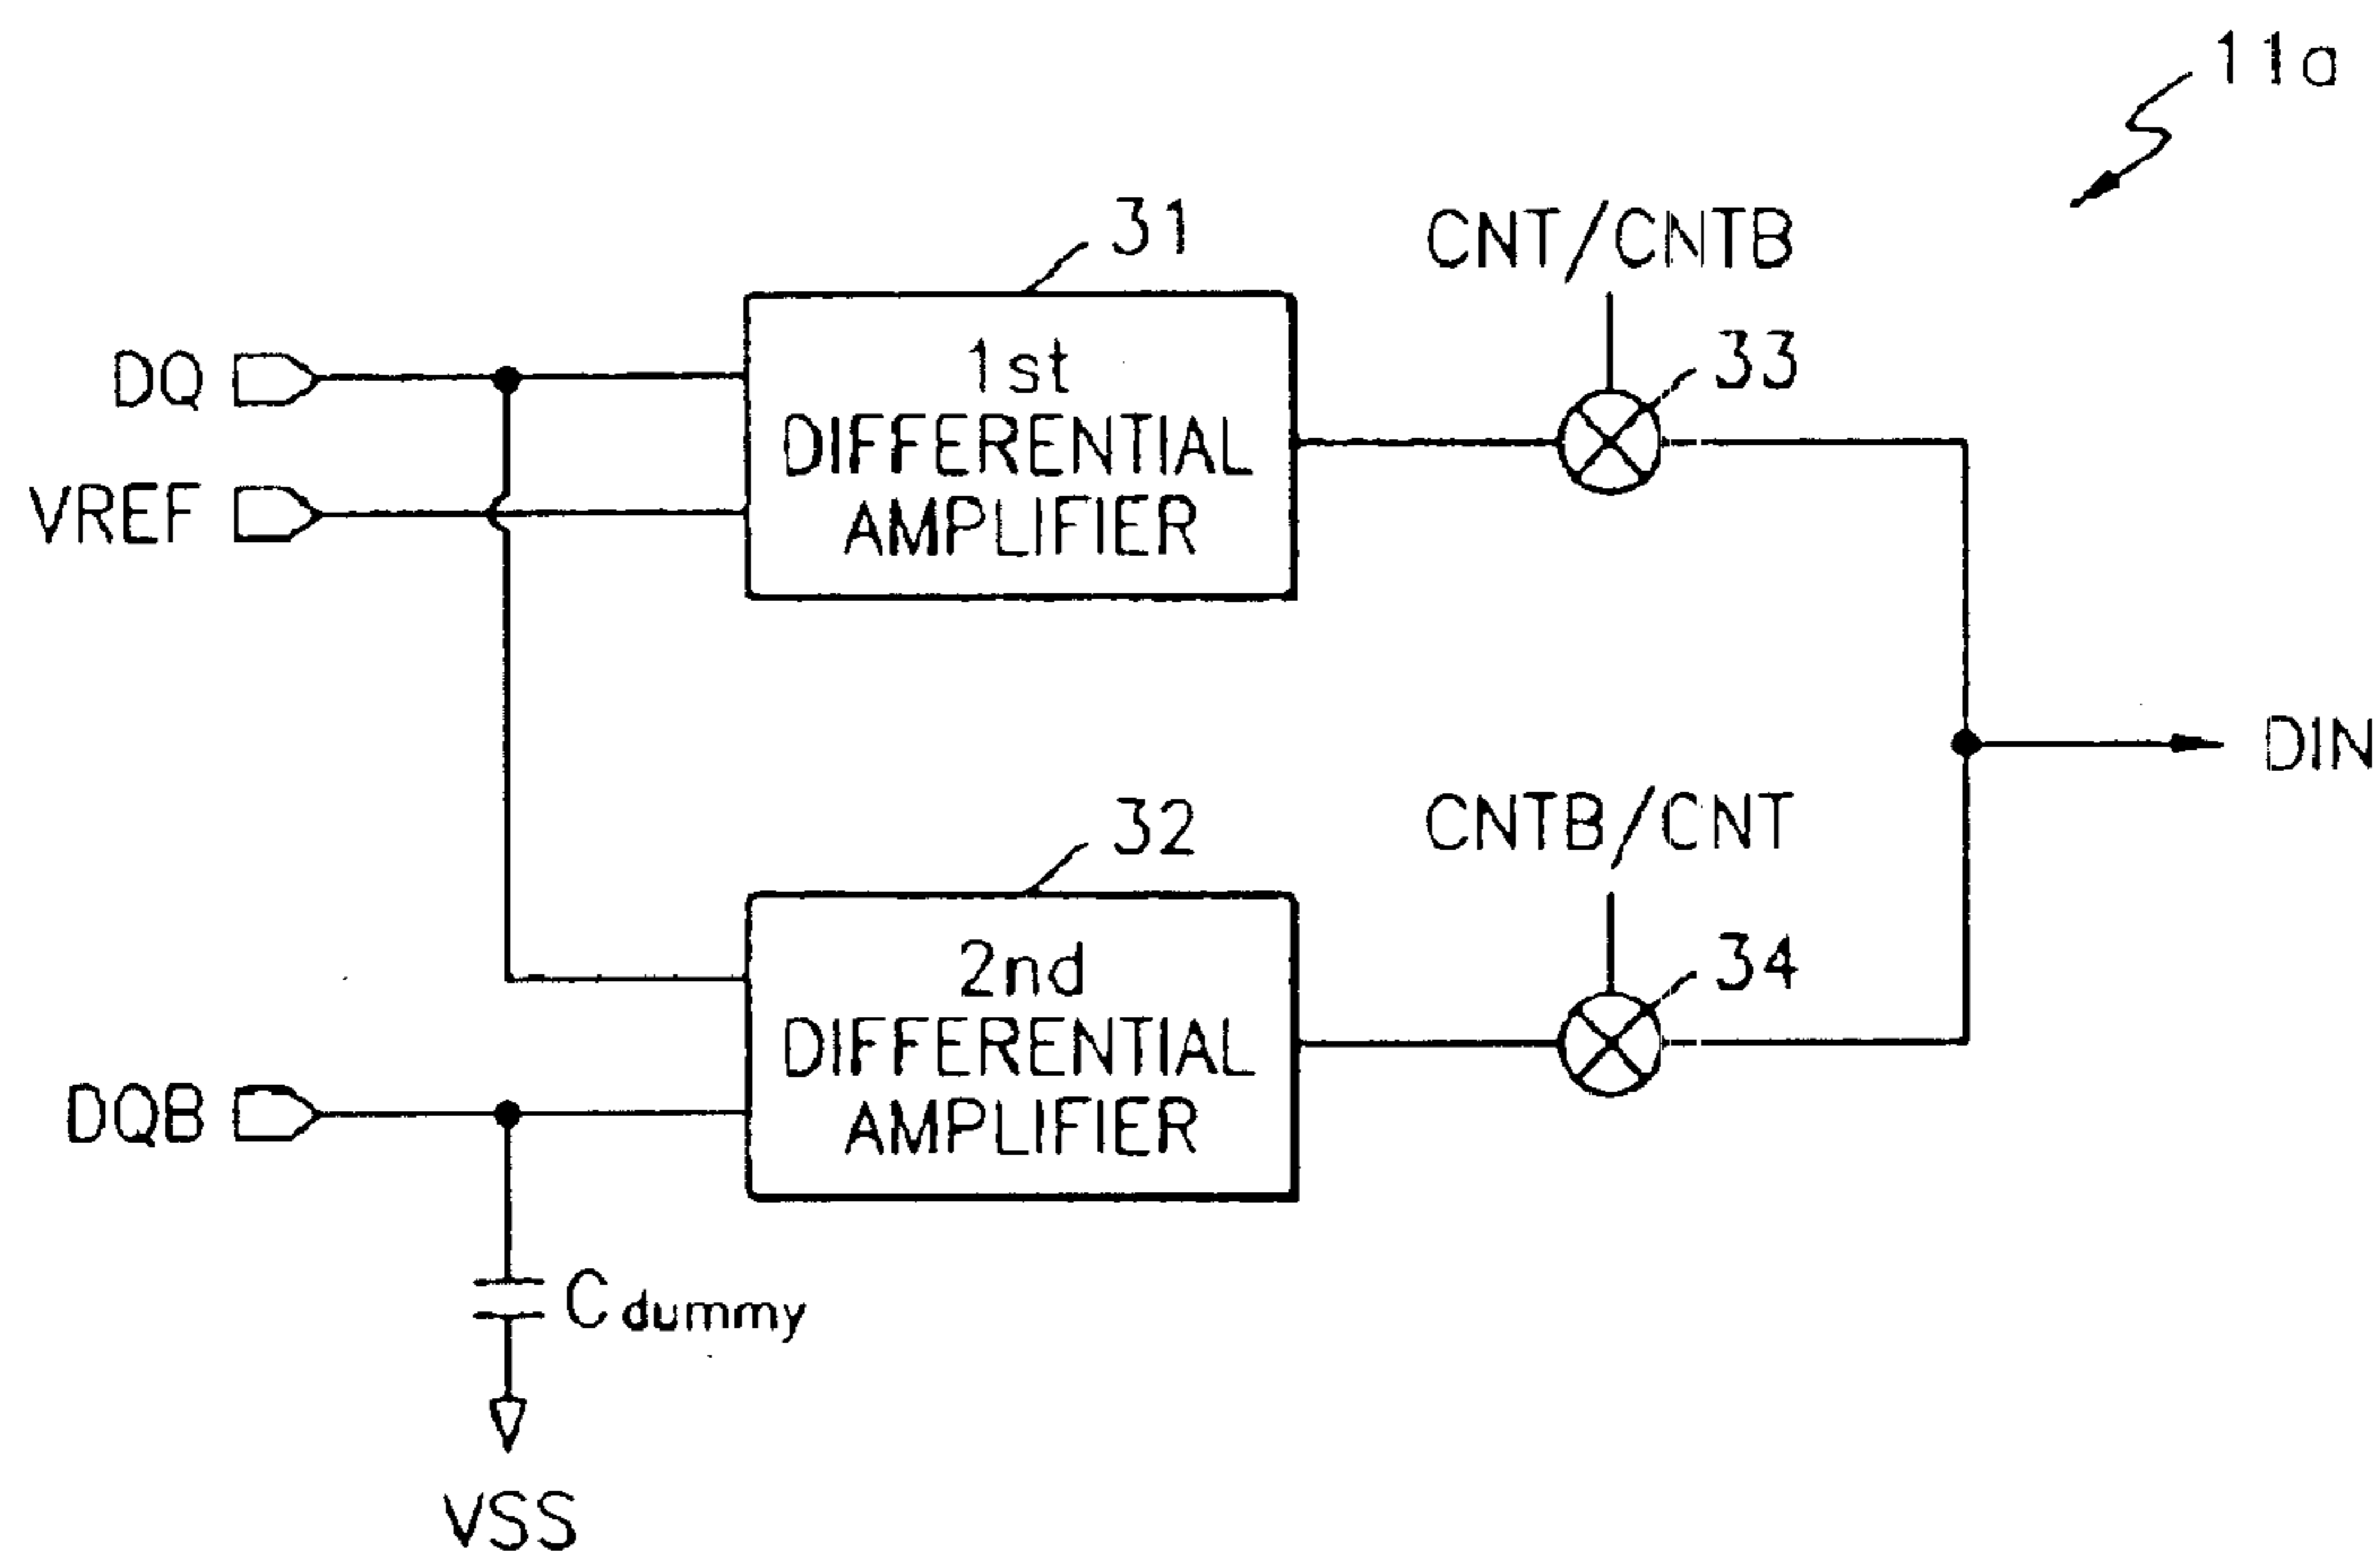 11a
31
CNT/CNTB
33
DQ
VREF
1st
DIFFERENTIAL
AMPLIFIER
DIN
32
CNTB/CNT
34
2nd
DIFFERENTIAL
AMPLIFIER
DQB
Cdummy
VSS